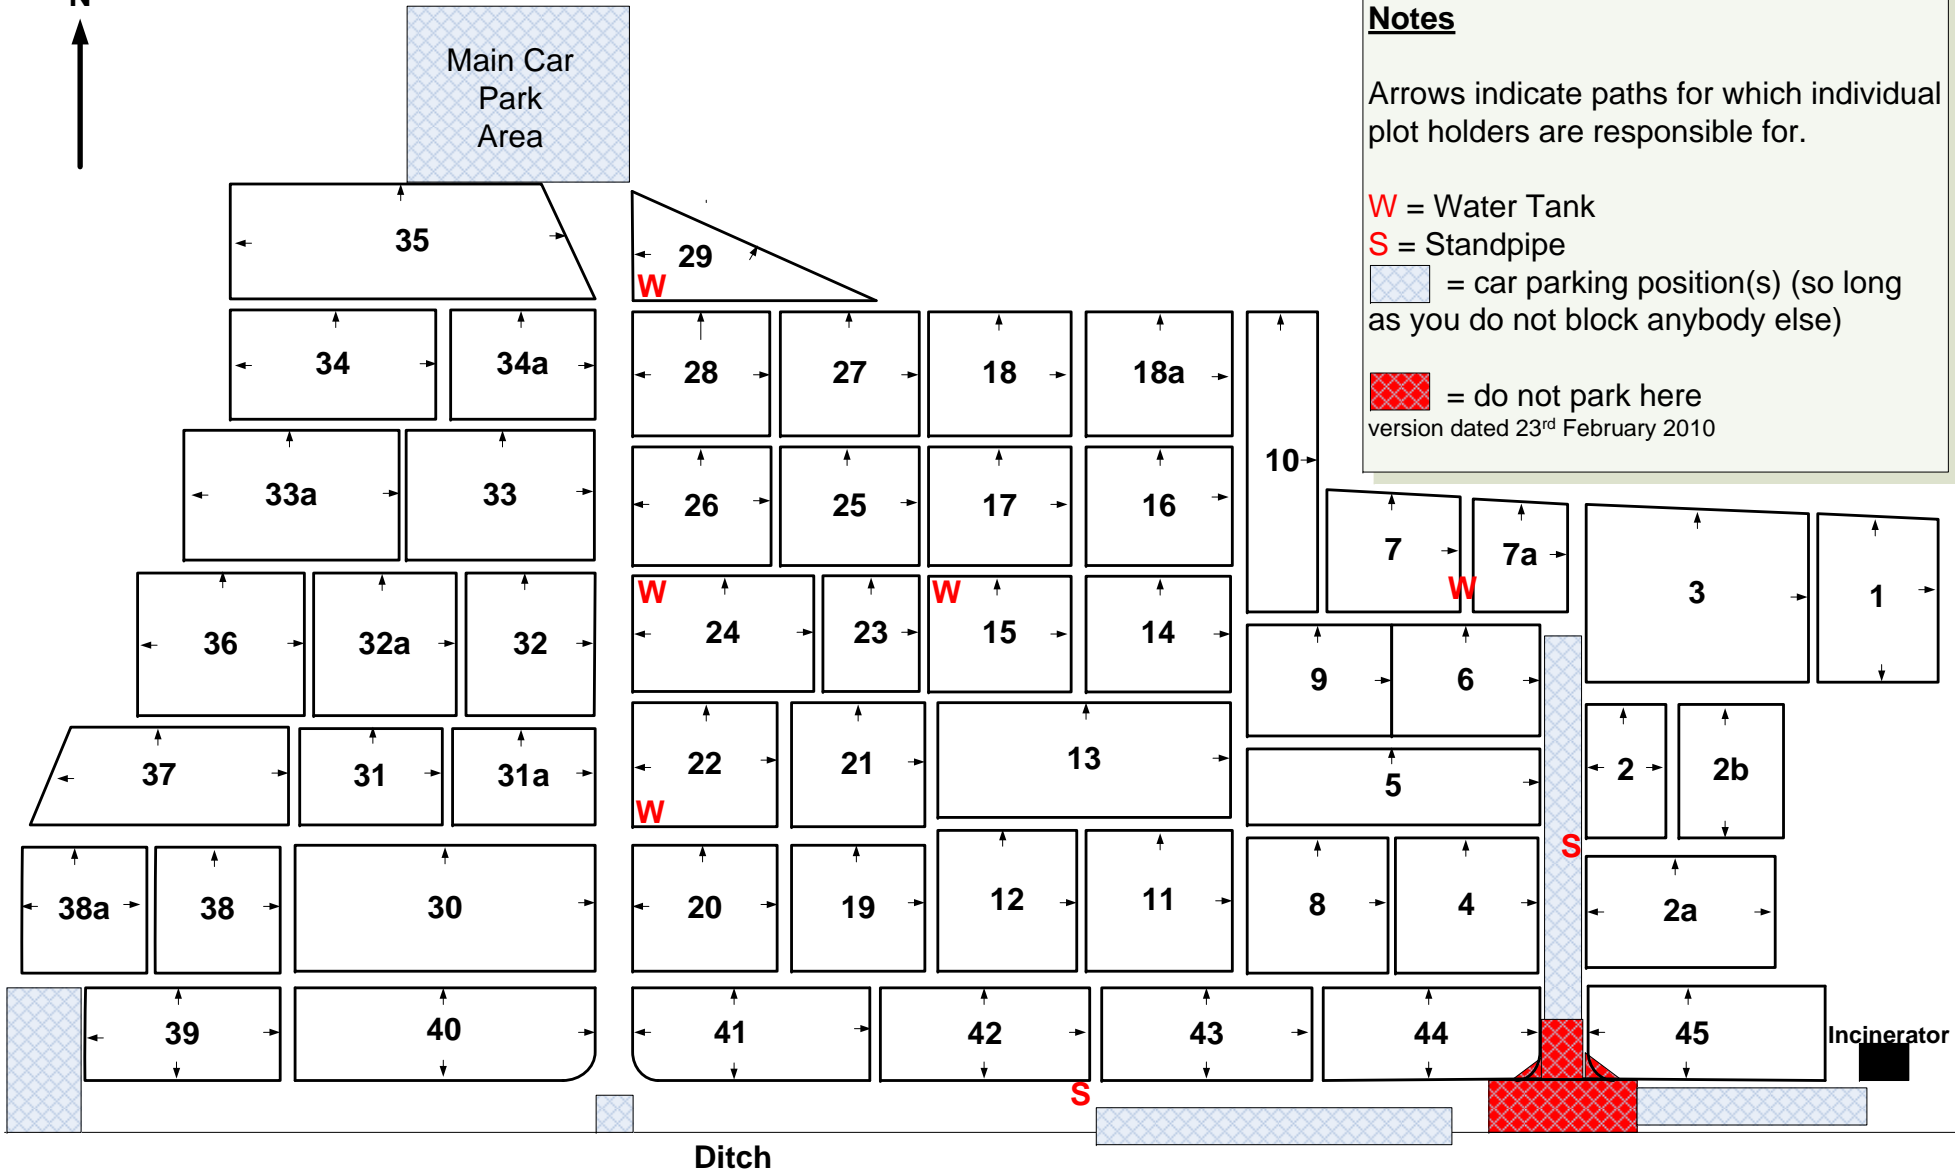 N
Main Car
Park
Area
Notes
Arrows indicate paths for which individual
plot holders are responsible for.
W = Water Tank
S = Standpipe
= car parking position(s) (so long
as you do not block anybody else)
= do not park here
version dated 23rd February 2010
35
29
W
34
34a
28
27
18
18a
10
33a
33
26
25
17
16
7
7a
W
3
1
36
32a
32
W
24
23
W
15
14
9
6
37
31
31a
22
W
21
13
5
2
2b
S
38a
38
30
20
19
12
11
8
4
2a
39
40
41
42
43
44
45
Incinerator
S
Ditch